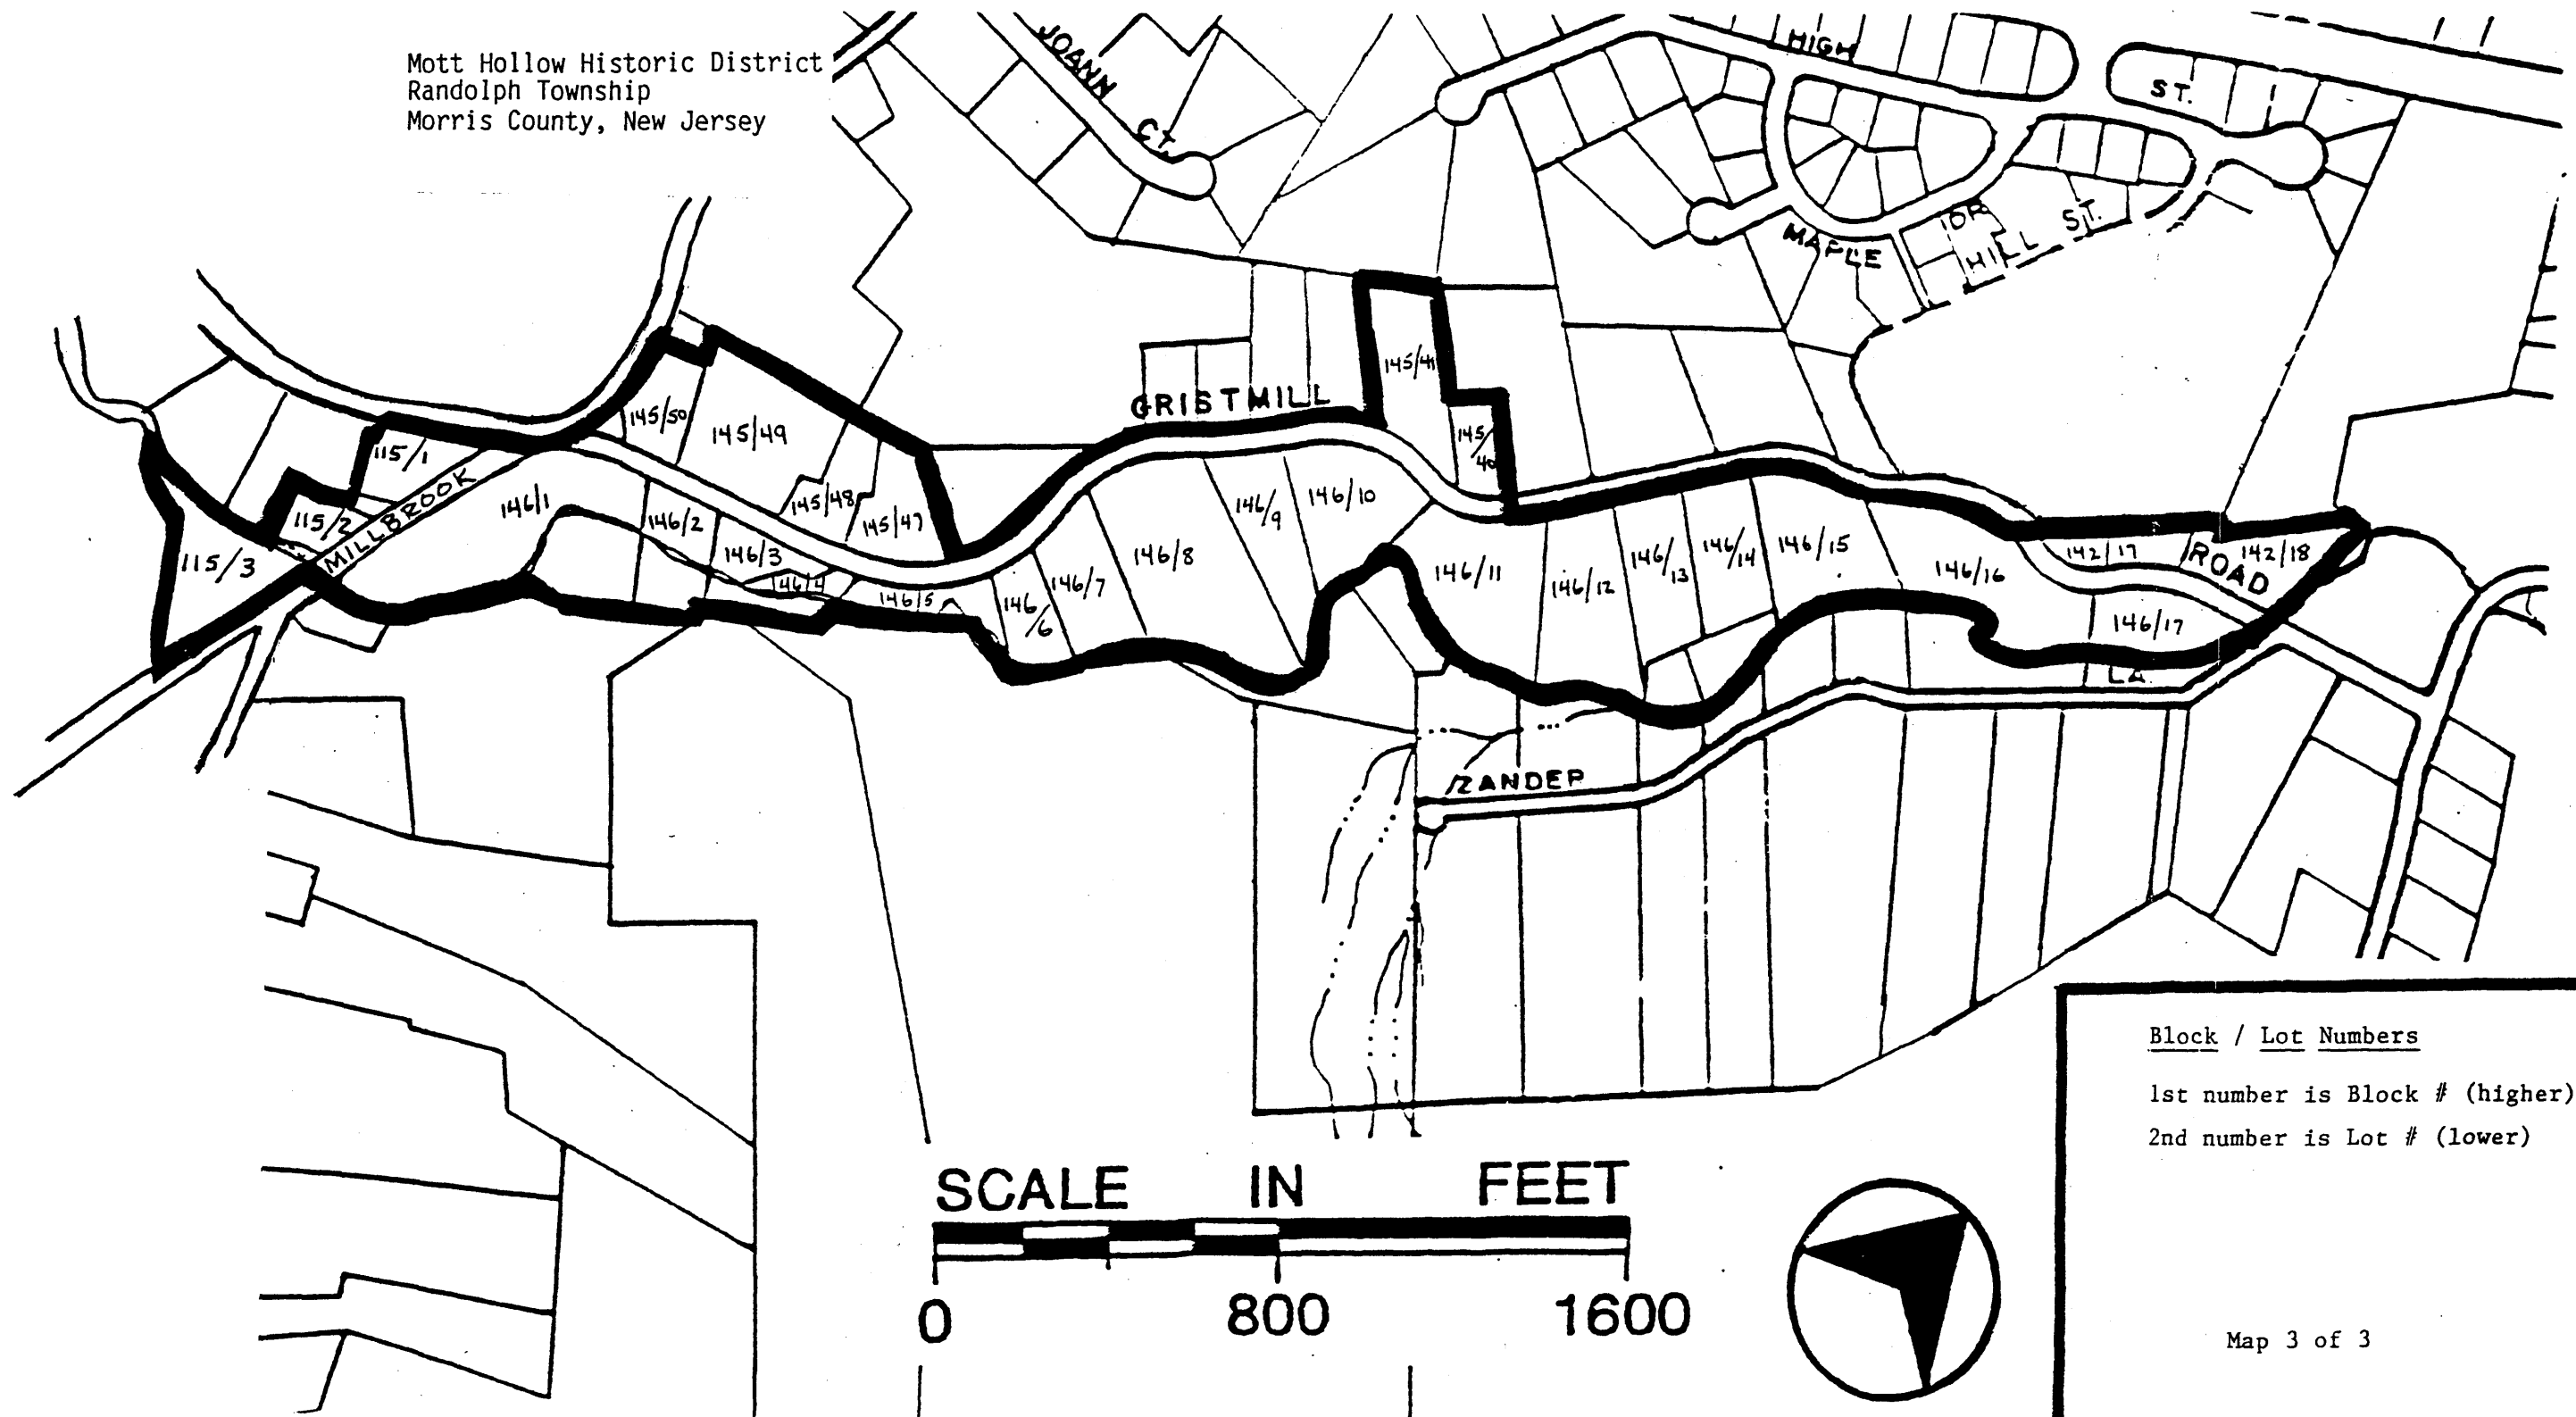 Mott Hollow Historic District
Randolph Township
Morris County, New Jersey
JOANN
CT.
HIGH
ST.
MAPLE
DR
HILL ST.
GRISTMILL
145/41
145/40
145/50
145/49
145/48
145/47
115/1
115/2
115/3
MILLBROOK
146/1
146/2
146/3
146/4
146/5
146/6
146/7
146/8
146/9
146/10
146/11
146/12
146/13
146/14
146/15
146/16
142/17
ROAD
142/18
146/17
LA.
ZANDER
SCALE IN FEET
0 800 1600
Block / Lot Numbers
1st number is Block # (higher)
2nd number is Lot # (lower)
Map 3 of 3